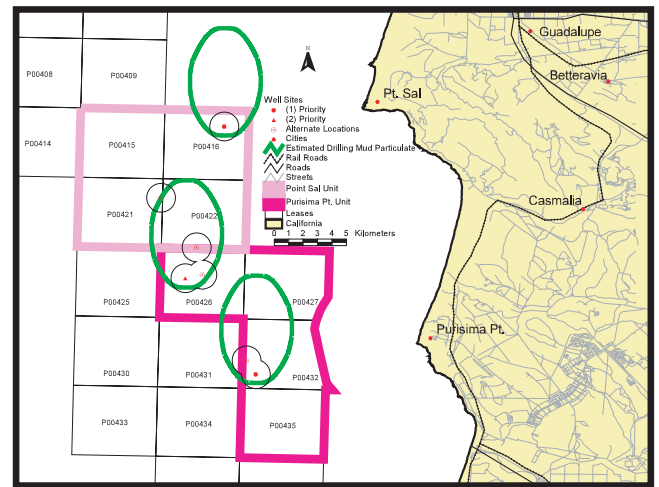 Guadalupe
P00408
P00409
N
Betteravia
Pt. Sal
Well Sites
(1) Priority
(2) Priority
Alternate Locations
Cities
Estimated Drilling Mud Particulate
Rail Roads
Roads
Streets
Point Sal Unit
Purisima Pt. Unit
Leases
California
0 1 2 3 4 5 Kilometers
P00414
P00415
P00416
Casmalia
P00421
P00422
P00425
P00426
P00427
Purisima Pt.
P00430
P00431
P00432
P00433
P00434
P00435